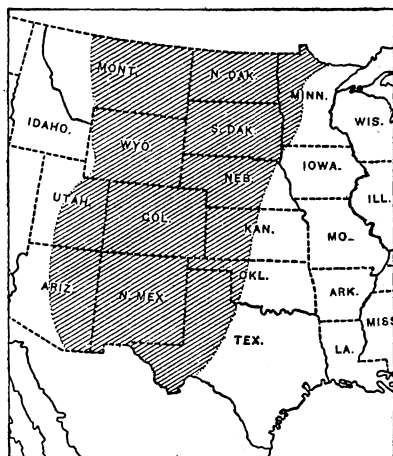 MONT.
N. DAK.
MINN.
WIS.
IDAHO.
S. DAK.
WYO.
IOWA.
NEB.
UTAH.
COL.
KAN.
ILL.
MO.
ARIZ.
N. MEX.
OKL.
ARK.
MISS
TEX.
LA.